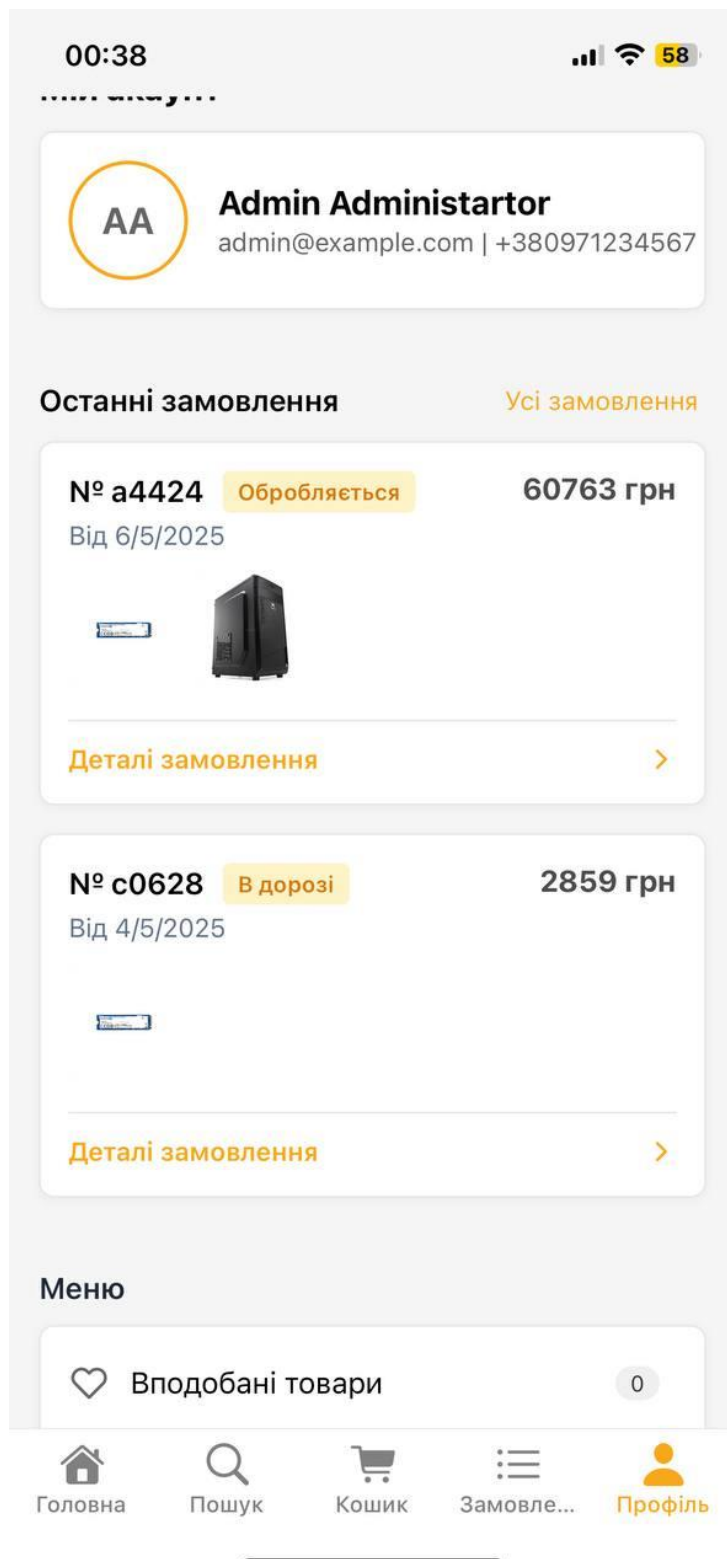 00:38 58
Мій акаунт
AA
Admin Administartor
admin@example.com | +380971234567
Останні замовлення Усі замовлення
№ a4424 Обробляється 60763 грн
Від 6/5/2025
Деталі замовлення
№ c0628 В дорозі 2859 грн
Від 4/5/2025
Деталі замовлення
Меню
Вподобані товари 0
Головна Пошук Кошик Замовле... Профіль